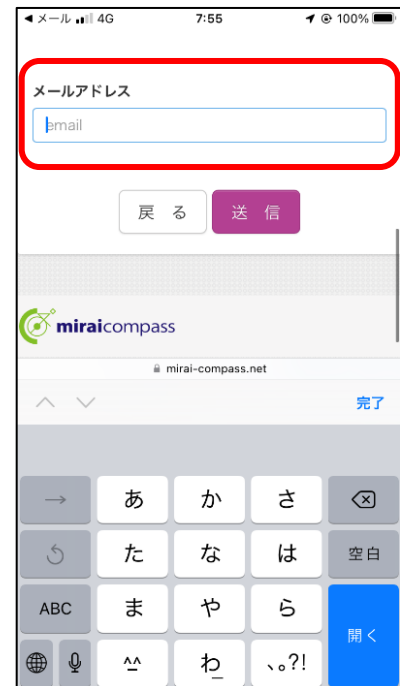 メール 4G 7:55 100%
メールアドレス
email
戻 る 送 信
miraicompass
mirai-compass.net
完了
→ あ か さ
た な は 空白
ABC ま や ら
開く
^^ わ_ 、。?!